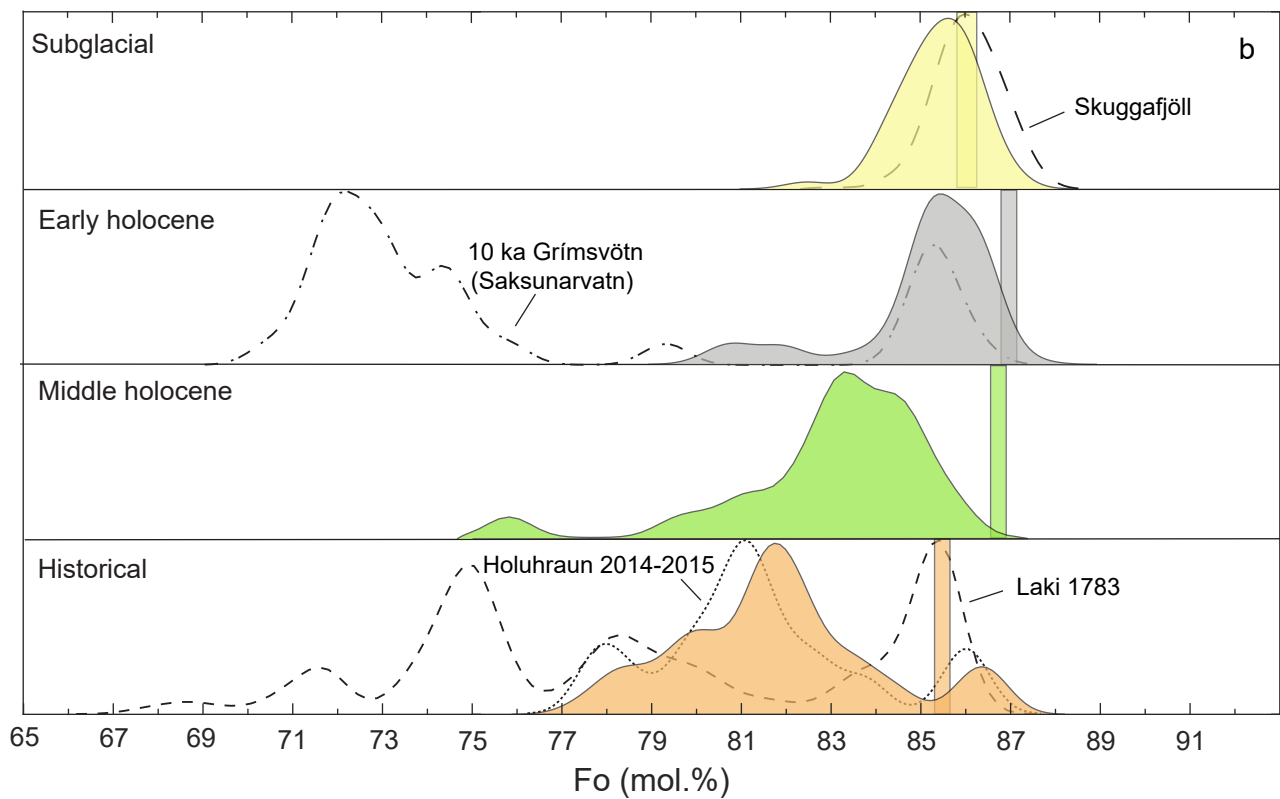 Subglacial
b
Skuggafjöll
Early holocene
10 ka Grímsvötn
(Saksunarvatn)
Middle holocene
Historical
Holuhraun 2014-2015
Laki 1783
65 67 69 71 73 75 77 79 81 83 85 87 89 91
Fo (mol.%)